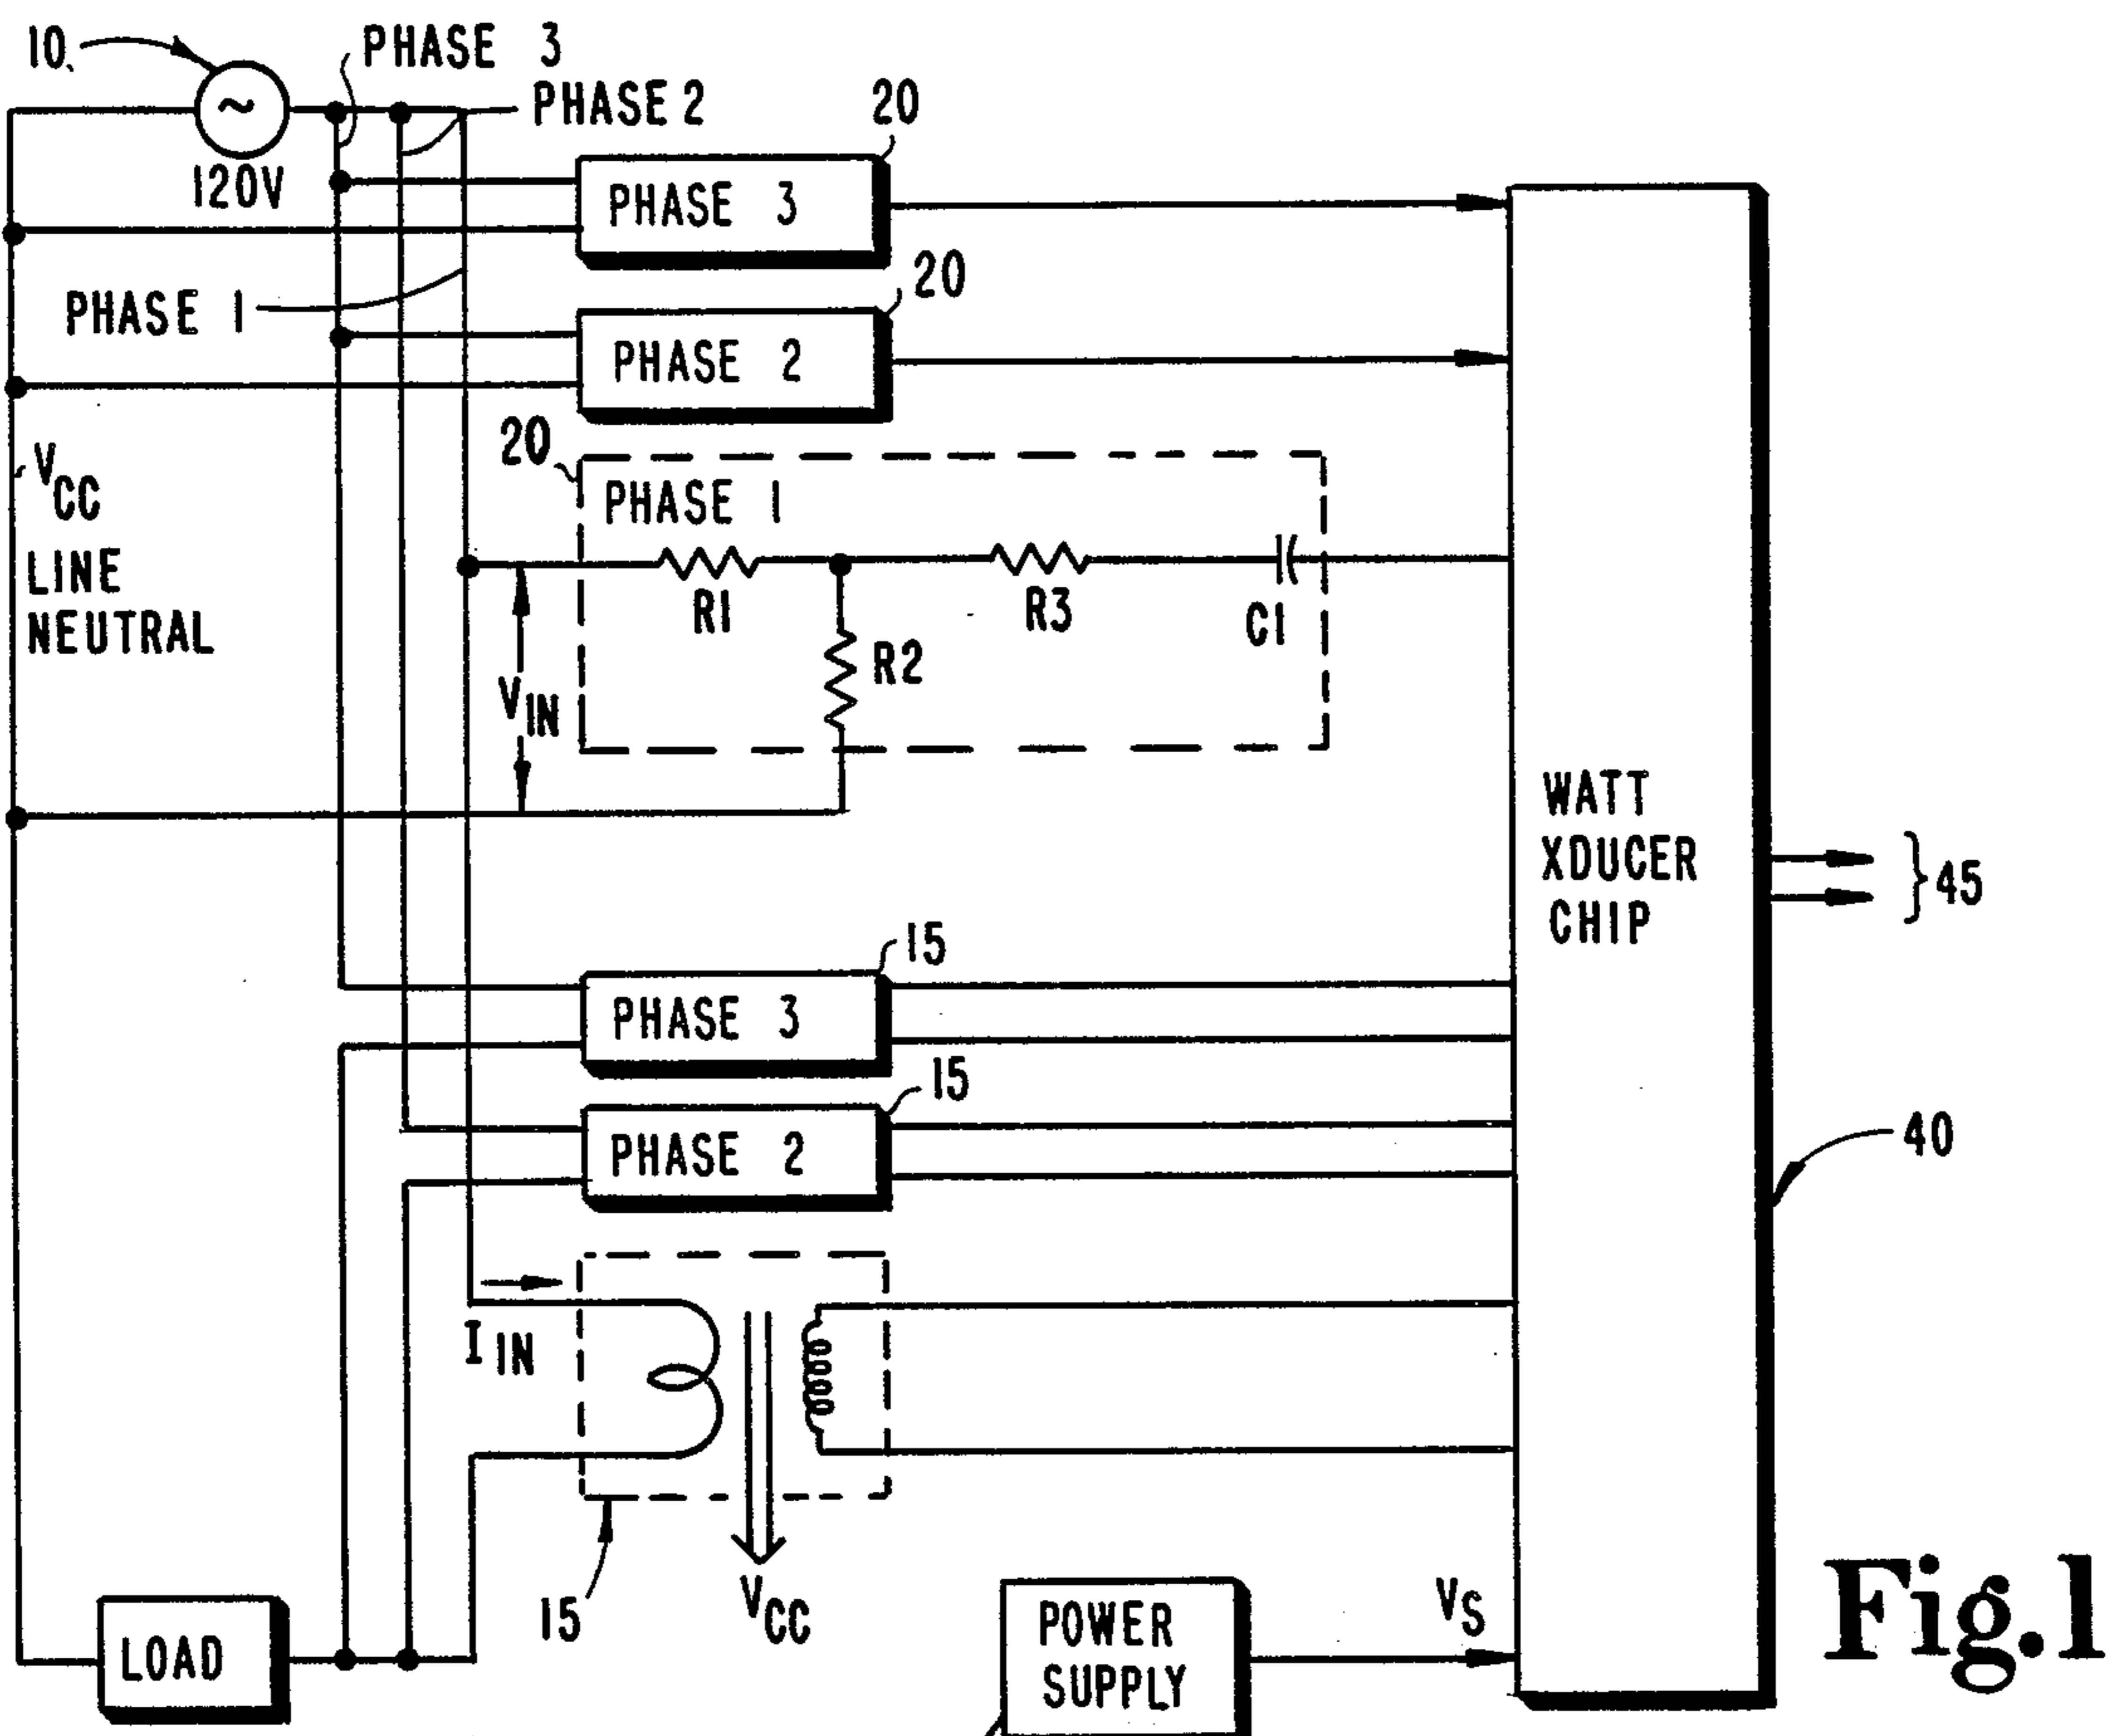 10
PHASE 3
PHASE 2
~
120V
20
PHASE 3
20
PHASE 1
PHASE 2
20
VCC
PHASE 1
LINE
NEUTRAL
R1
R3
C1
R2
VIN
WATT
XDUCER
CHIP
45
15
PHASE 3
15
PHASE 2
40
IIN
15
VCC
LOAD
POWER
SUPPLY
VS
Fig.1